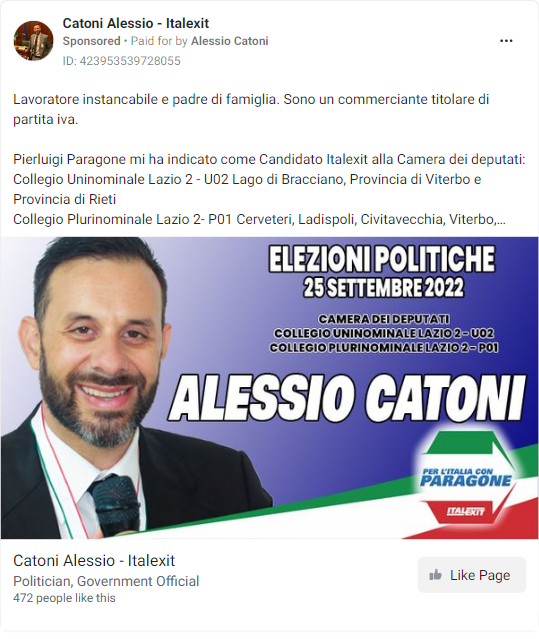 Catoni Alessio - Italexit
Sponsored • Paid for by Alessio Catoni
ID: 423953539728055
Lavoratore instancabile e padre di famiglia. Sono un commerciante titolare di
partita iva.
Pierluigi Paragone mi ha indicato come Candidato Italexit alla Camera dei deputati:
Collegio Uninominale Lazio 2 - U02 Lago di Bracciano, Provincia di Viterbo e
Provincia di Rieti
Collegio Plurinominale Lazio 2- P01 Cerveteri, Ladispoli, Civitavecchia, Viterbo,...
ELEZIONI POLITICHE
25 SETTEMBRE 2022
CAMERA DEI DEPUTATI
COLLEGIO UNINOMINALE LAZIO 2 - U02
COLLEGIO PLURINOMINALE LAZIO 2 - P01
ALESSIO CATONI
PER L'ITALIA CON
PARAGONE
ITALEXIT
Catoni Alessio - Italexit
Politician, Government Official
472 people like this
Like Page